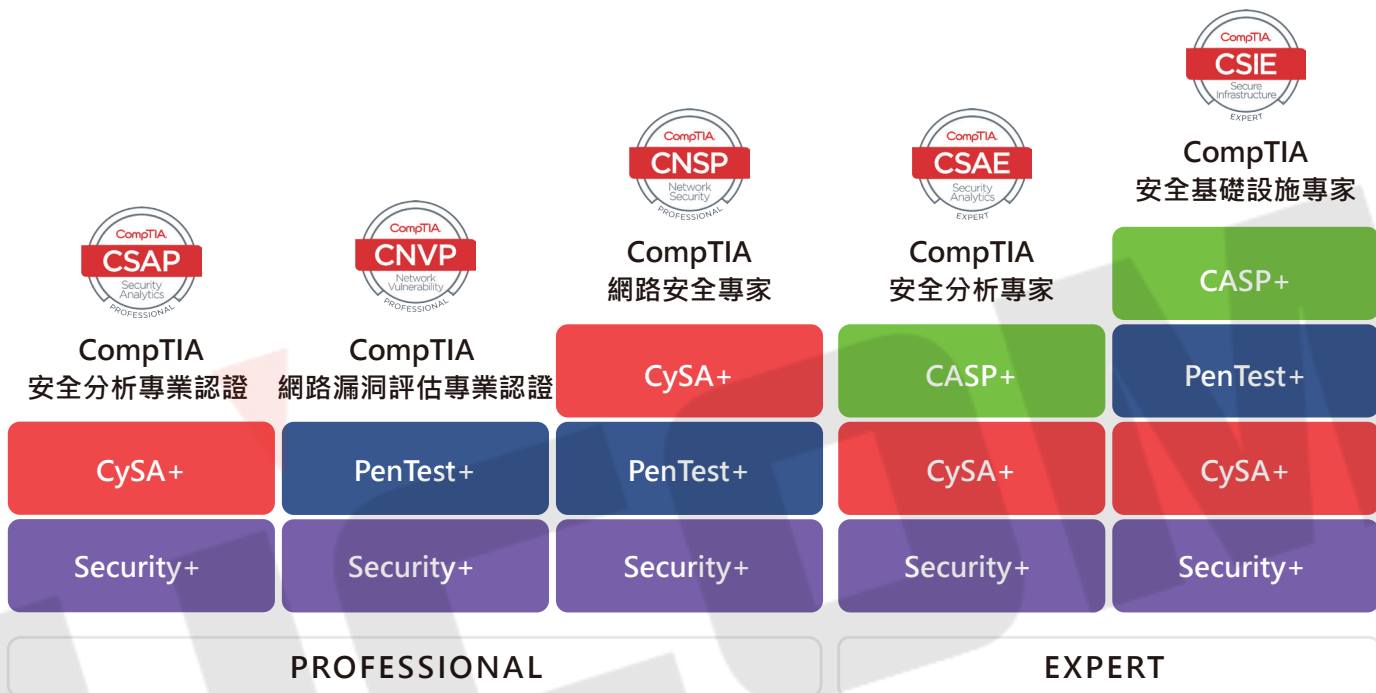 CompTIA.
CSAP
Security
Analytics
PROFESSIONAL
CompTIA
安全分析專業認證
CySA+
Security+
CompTIA.
CNVP
Network
Vulnerability
PROFESSIONAL
CompTIA
網路漏洞評估專業認證
PenTest+
Security+
CompTIA.
CNSP
Network
Security
PROFESSIONAL
CompTIA
網路安全專家
CySA+
PenTest+
Security+
CompTIA.
CSAE
Security
Analytics
EXPERT
CompTIA
安全分析專家
CASP+
CySA+
Security+
CompTIA.
CSIE
Secure
Infrastructure
EXPERT
CompTIA
安全基礎設施專家
CASP+
PenTest+
CySA+
Security+
PROFESSIONAL
EXPERT